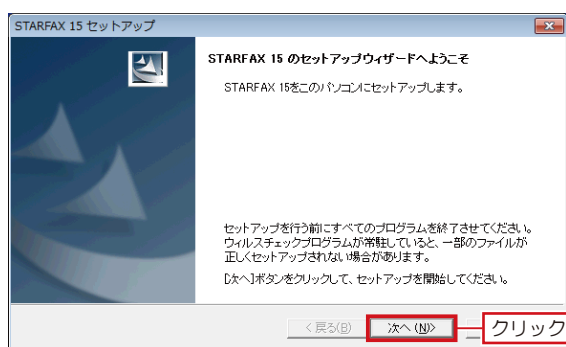 STARFAX 15 セットアップ
STARFAX 15 のセットアップウィザードへようこそ
STARFAX 15をこのパソコンにセットアップします。
セットアップを行う前にすべてのプログラムを終了させてください。
ウィルスチェックプログラムが常駐していると、一部のファイルが
正しくセットアップされない場合があります。
[次へ]ボタンをクリックして、セットアップを開始してください。
< 戻る(B)
次へ (N)>
クリック